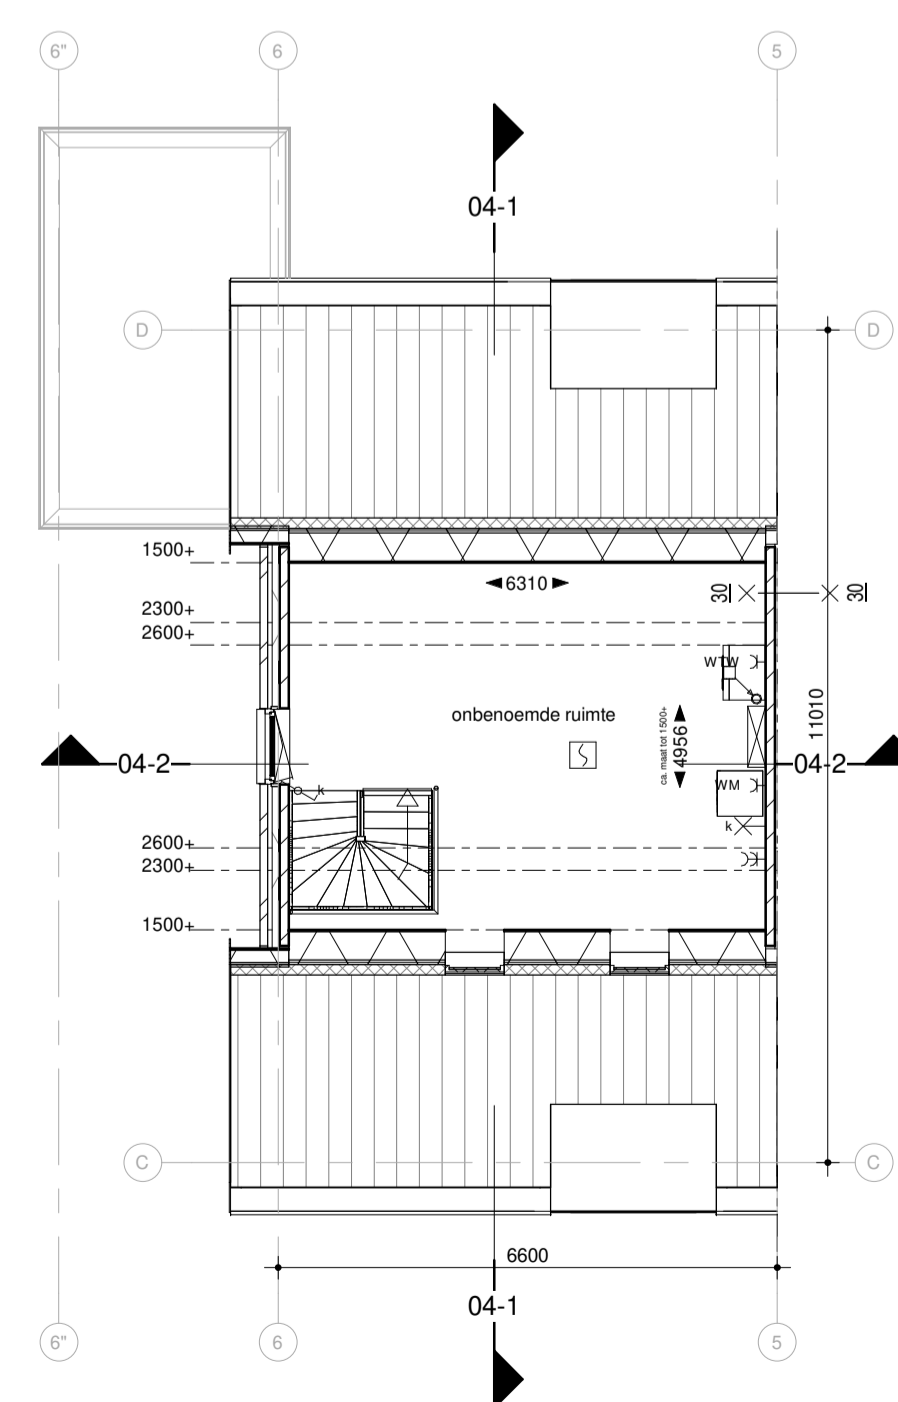 6" 6 5
04-1
D D
1500+
6310
30 30
2300+
2600+
WTW
onbenoemde ruimte
ca. maat tot 1500+
4956
11010
04-2 04-2
WM
k
k
2600+
2300+
1500+
C C
6600
04-1
6" 6 5